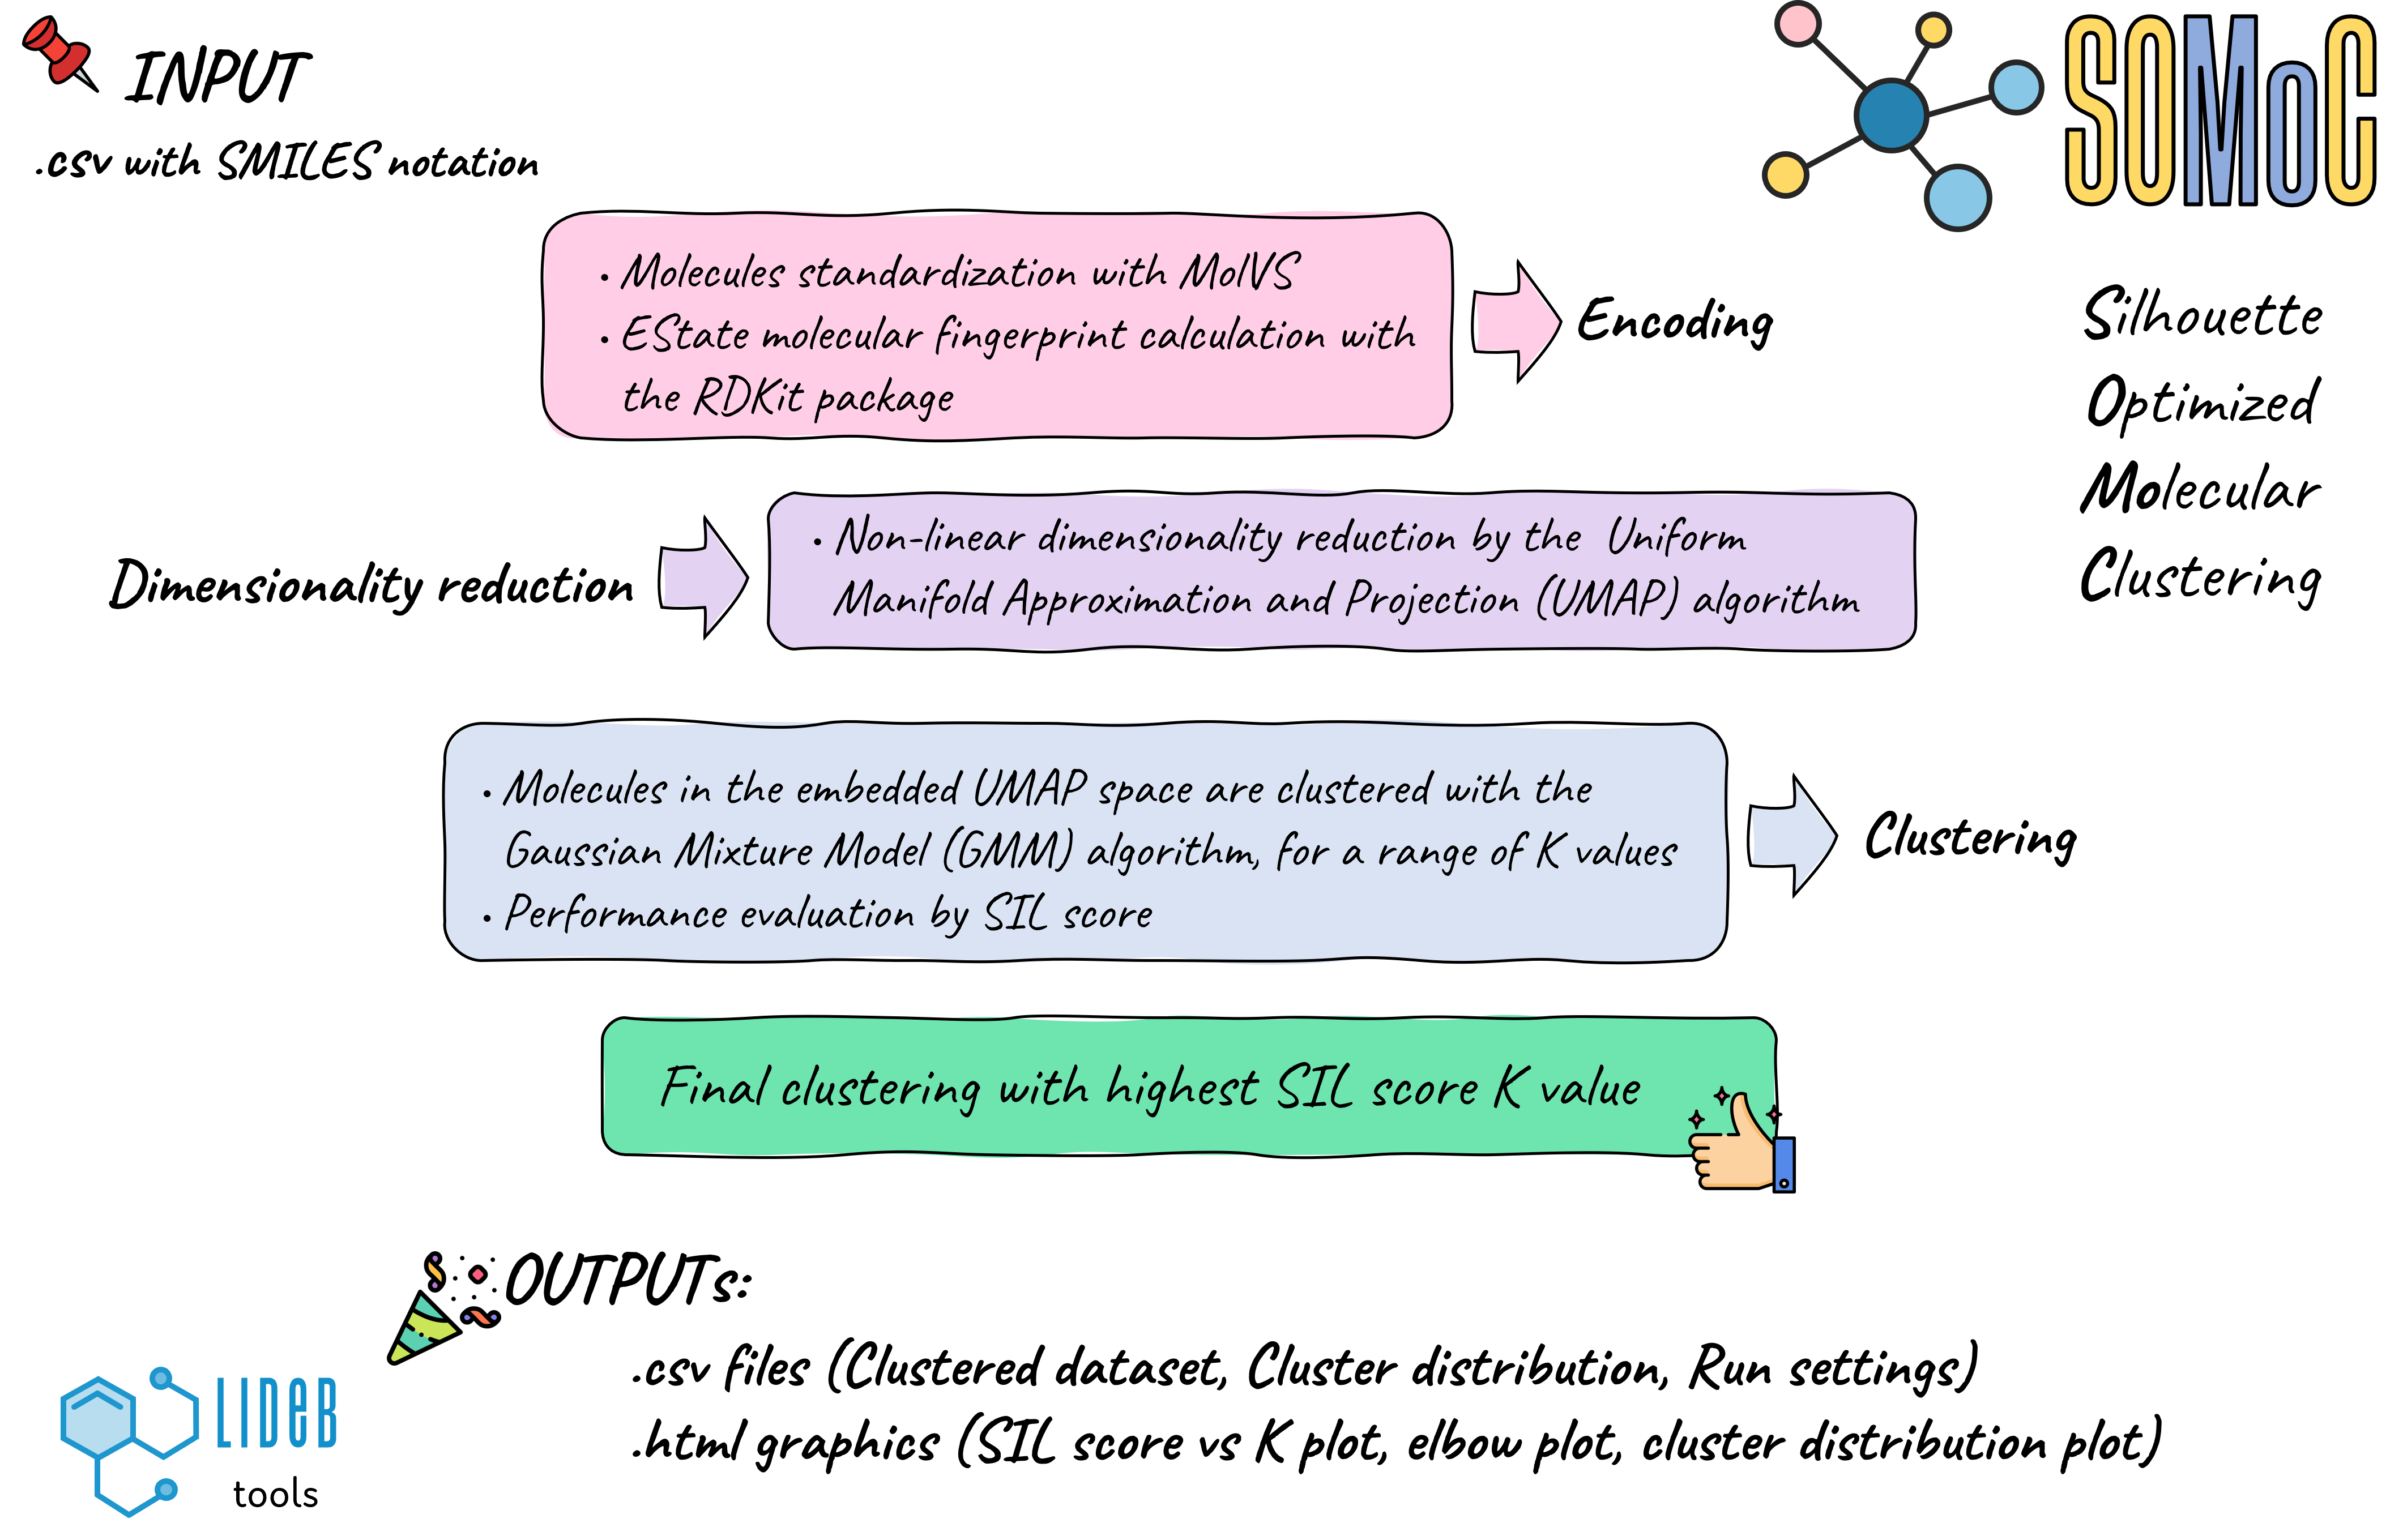 INPUT
.csv with SMILES notation
SOMoC
• Molecules standardization with MolVS
• EState molecular fingerprint calculation with
the RDKit package
Encoding
Silhouette
Optimized
Molecular
Clustering
Dimensionality reduction
• Non-linear dimensionality reduction by the Uniform
Manifold Approximation and Projection (UMAP) algorithm
• Molecules in the embedded UMAP space are clustered with the
Gaussian Mixture Model (GMM) algorithm, for a range of K values
• Performance evaluation by SIL score
Clustering
Final clustering with highest SIL score K value
OUTPUTs:
.csv files (Clustered dataset, Cluster distribution, Run settings)
.html graphics (SIL score vs K plot, elbow plot, cluster distribution plot)
LIDeB
tools